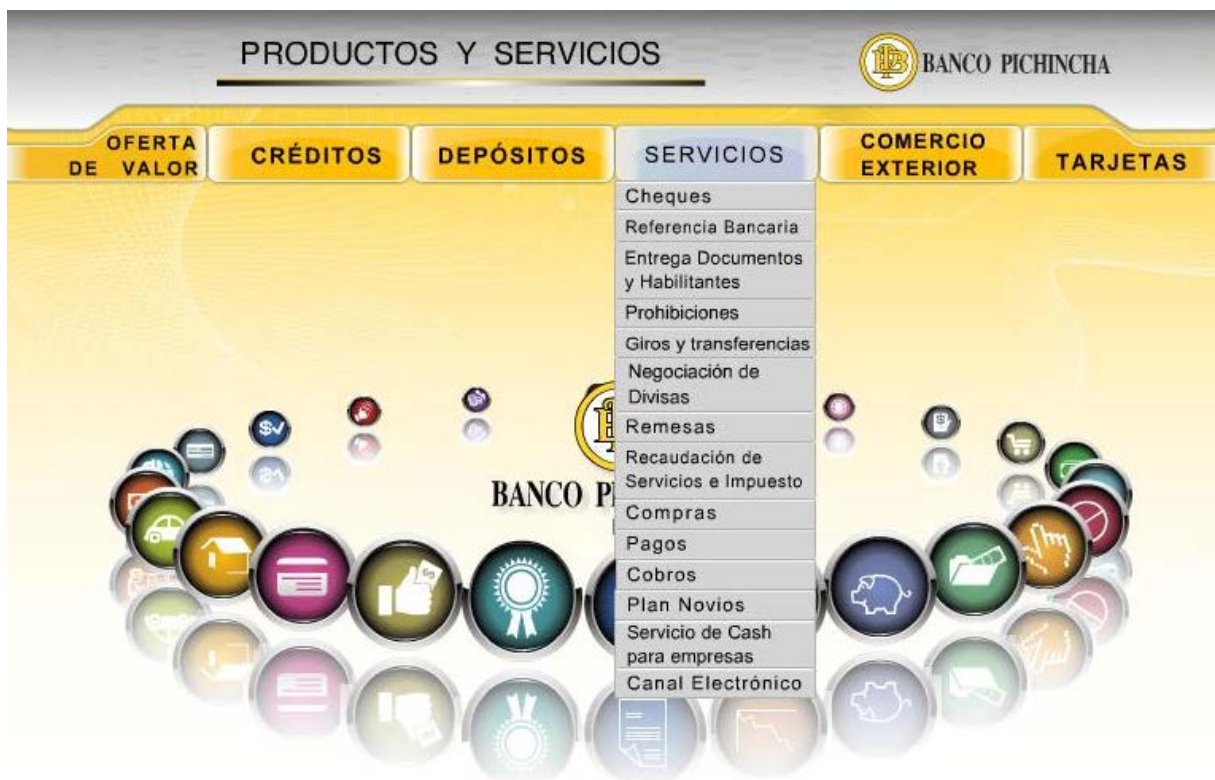 PRODUCTOS Y SERVICIOS
BANCO PICHINCHA
OFERTA
DE VALOR
CRÉDITOS
DEPÓSITOS
SERVICIOS
COMERCIO
EXTERIOR
TARJETAS
Cheques
Referencia Bancaria
Entrega Documentos
y Habilitantes
Prohibiciones
Giros y transferencias
Negociación de
Divisas
Remesas
Recaudación de
Servicios e Impuesto
Compras
Pagos
Cobros
Plan Novios
Servicio de Cash
para empresas
Canal Electrónico
BANCO P